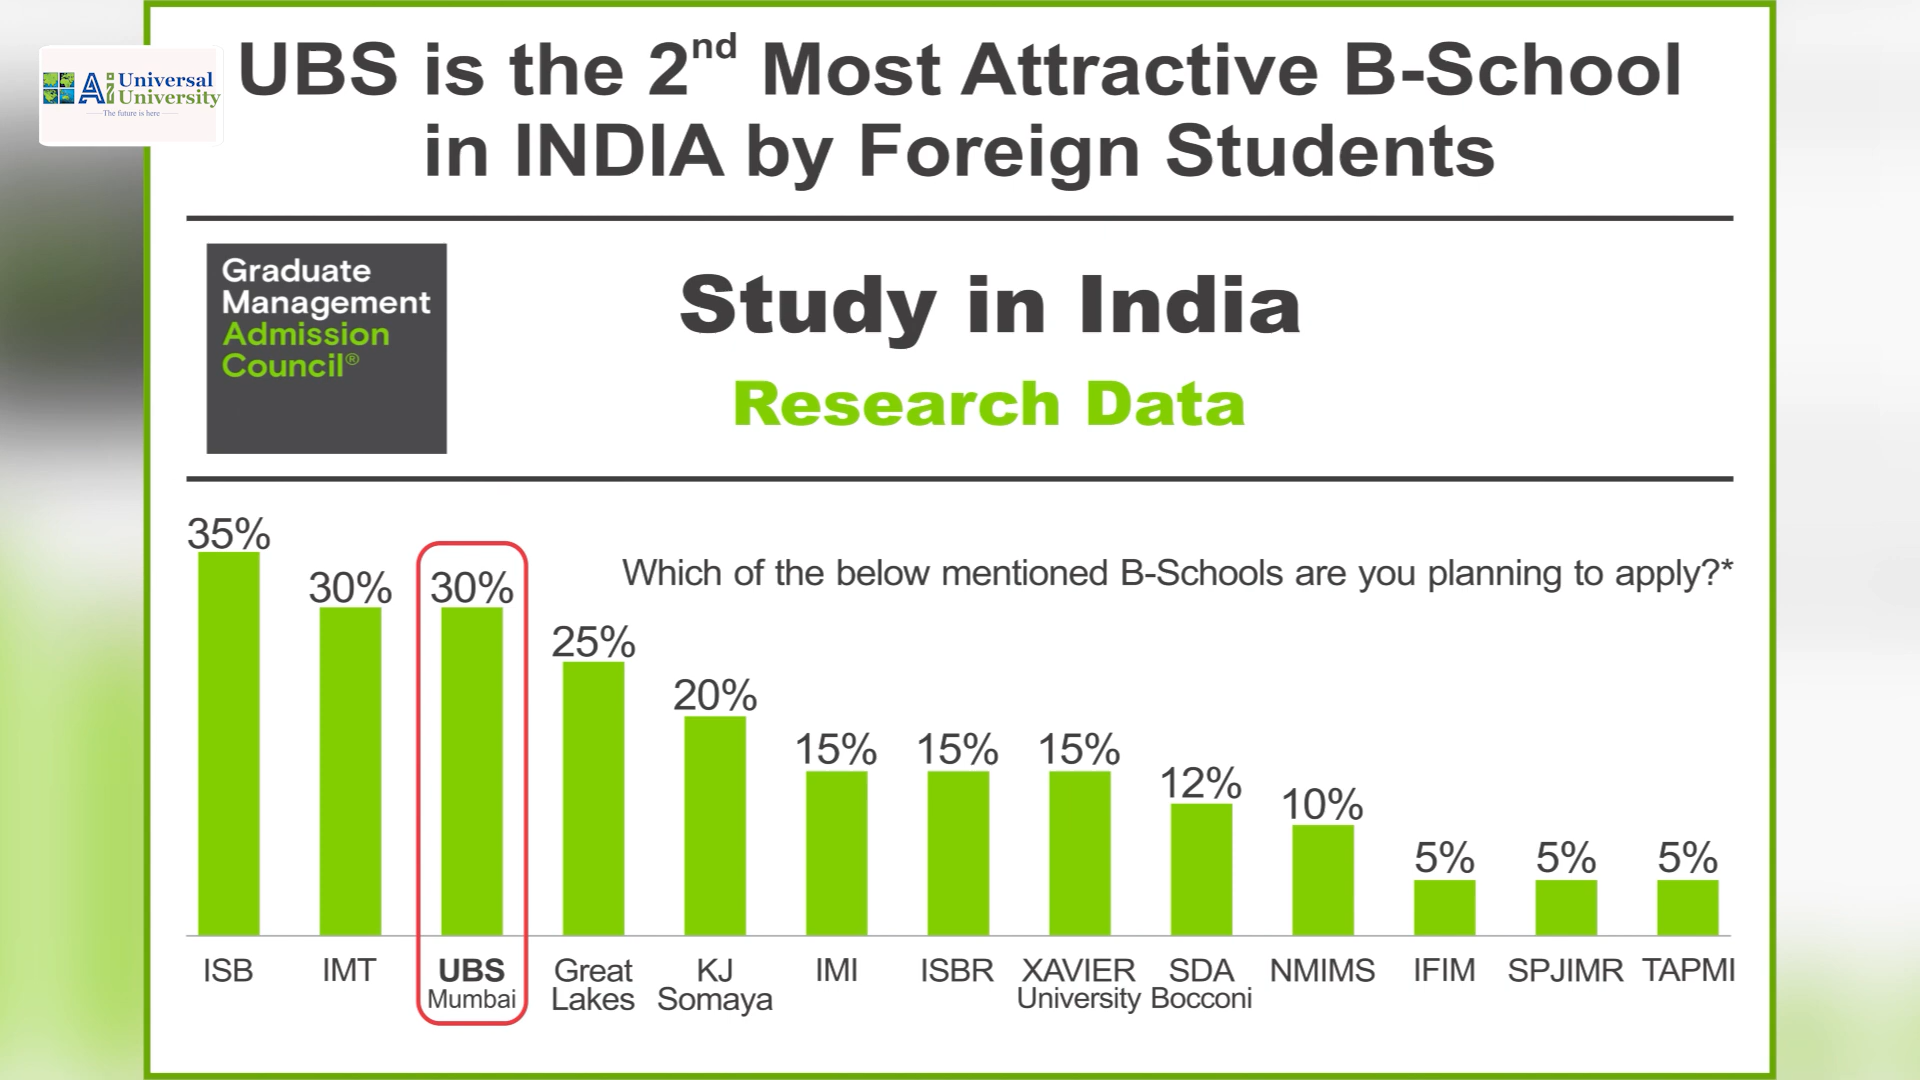 Ai Universal
University
The future is here
UBS is the 2nd Most Attractive B-School
in INDIA by Foreign Students
Graduate
Management
Admission
Council®
Study in India
Research Data
Which of the below mentioned B-Schools are you planning to apply?*
35% 30% 30% 25% 20% 15% 15% 15% 12% 10% 5% 5% 5%
ISB IMT UBS Great KJ IMI ISBR XAVIER SDA NMIMS IFIM SPJIMR TAPMI
Mumbai Lakes Somaya University Bocconi